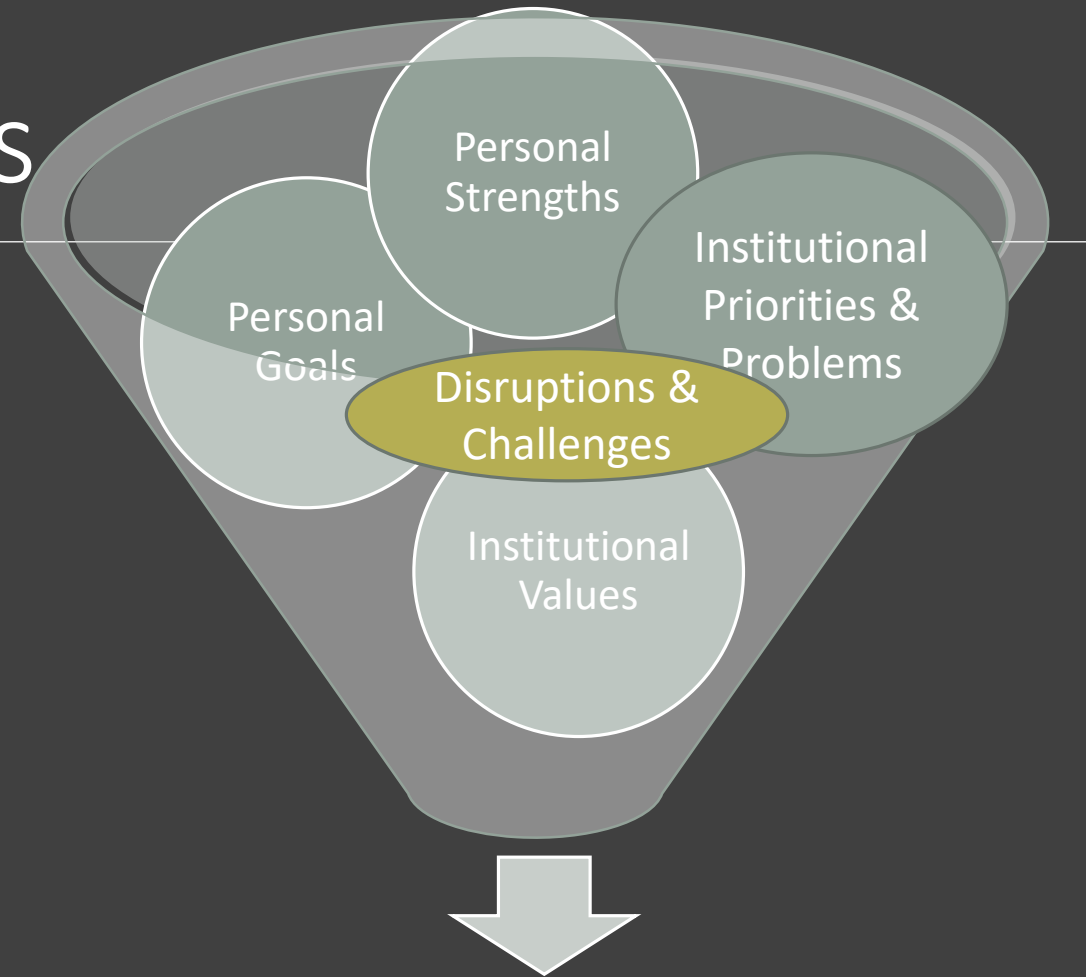 S
Personal
Strengths
Institutional
Priorities &
Problems
Personal
Goals
Disruptions &
Challenges
Institutional
Values